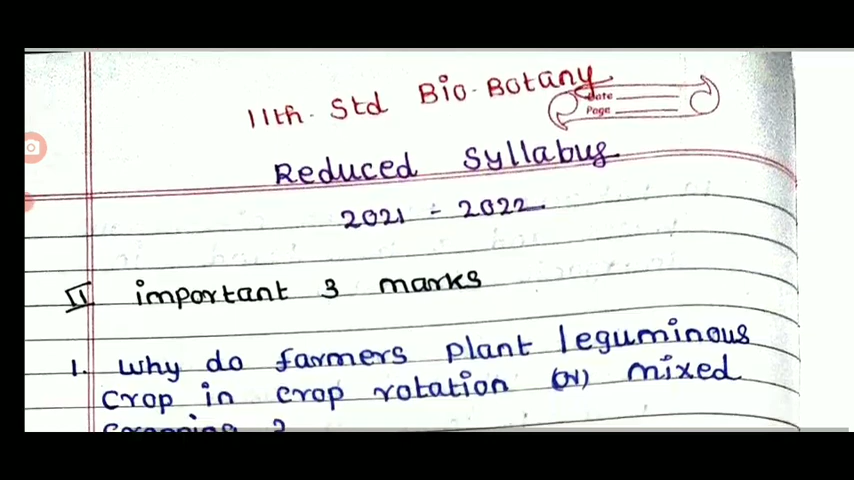 11th. Std Bio-Botany
Date
Page
Reduced Syllabus
2021 - 2022
II important 3 marks
1. Why do farmers plant leguminous
Crop in crop rotation (or) mixed
cropping ?